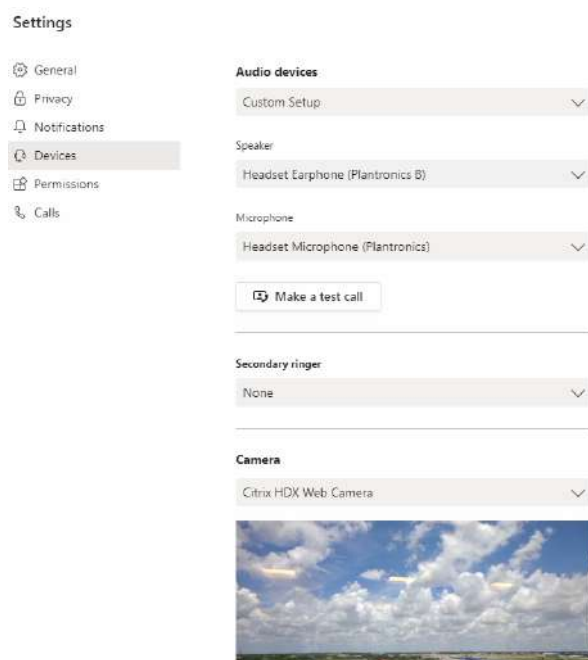 Settings
General
Privacy
Notifications
Devices
Permissions
Calls
Audio devices
Custom Setup
Speaker
Headset Earphone (Plantronics B)
Microphone
Headset Microphone (Plantronics)
Make a test call
Secondary ringer
None
Camera
Citrix HDX Web Camera